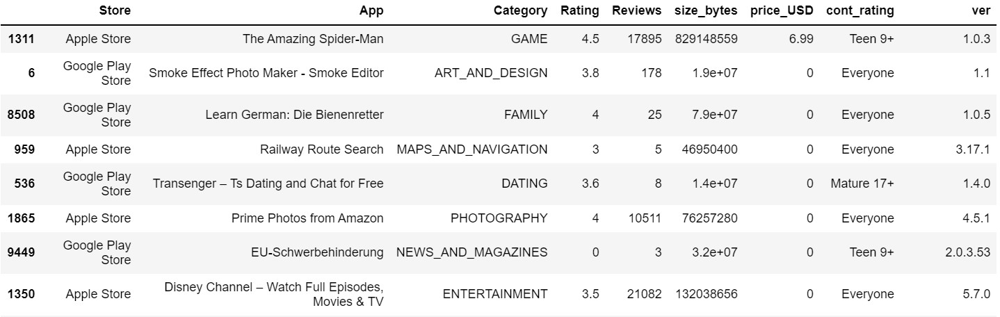 Store App Category Rating Reviews size_bytes price_USD cont_rating ver
1311 Apple Store The Amazing Spider-Man GAME 4.5 17895 829148559 6.99 Teen 9+ 1.0.3
6 Google Play Store Smoke Effect Photo Maker - Smoke Editor ART_AND_DESIGN 3.8 178 1.9e+07 0 Everyone 1.1
8508 Google Play Store Learn German: Die Bienenretter FAMILY 4 25 7.9e+07 0 Everyone 1.0.5
959 Apple Store Railway Route Search MAPS_AND_NAVIGATION 3 5 46950400 0 Everyone 3.17.1
536 Google Play Store Transenger – Ts Dating and Chat for Free DATING 3.6 8 1.4e+07 0 Mature 17+ 1.4.0
1865 Apple Store Prime Photos from Amazon PHOTOGRAPHY 4 10511 76257280 0 Everyone 4.5.1
9449 Google Play Store EU-Schwerbehinderung NEWS_AND_MAGAZINES 0 3 3.2e+07 0 Teen 9+ 2.0.3.53
1350 Apple Store Disney Channel – Watch Full Episodes, Movies & TV ENTERTAINMENT 3.5 21082 132038656 0 Everyone 5.7.0